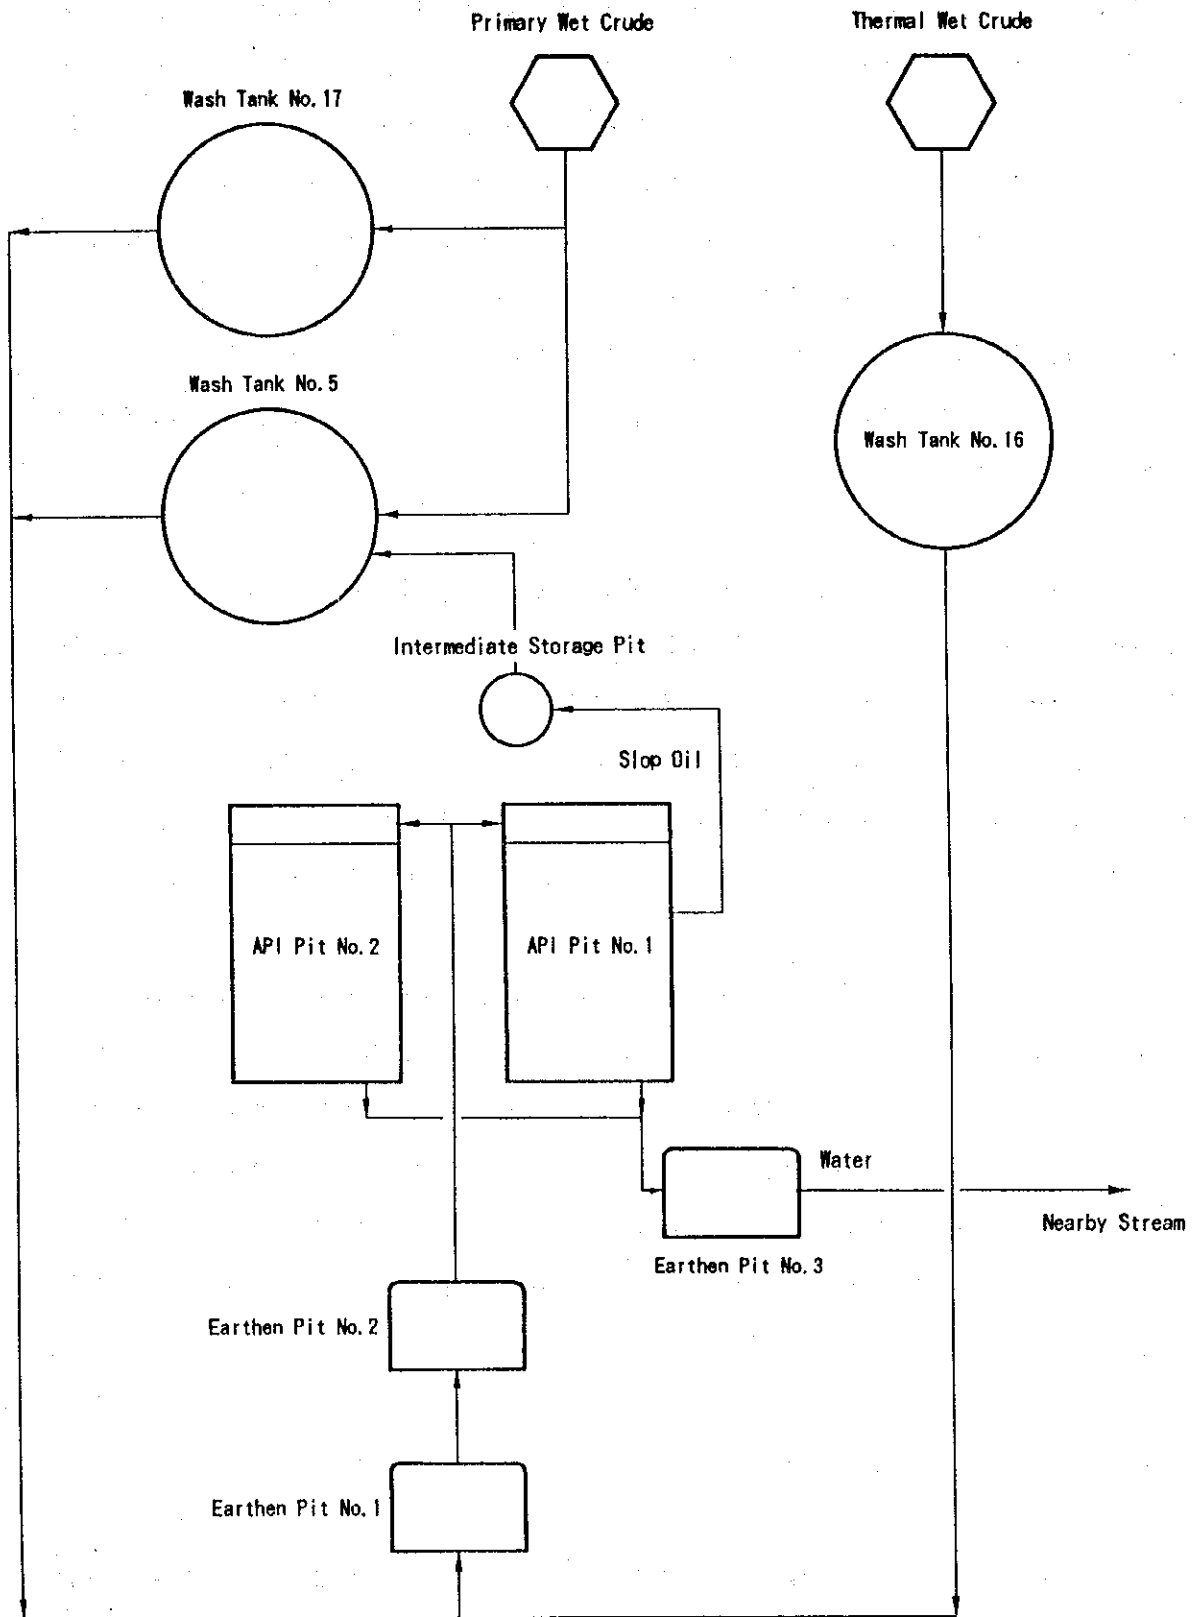 Primary Wet Crude
Thermal Wet Crude
Wash Tank No. 17
Wash Tank No. 5
Wash Tank No. 16
Intermediate Storage Pit
Slop Oil
API Pit No. 2
API Pit No. 1
Water
Nearby Stream
Earthen Pit No. 3
Earthen Pit No. 2
Earthen Pit No. 1